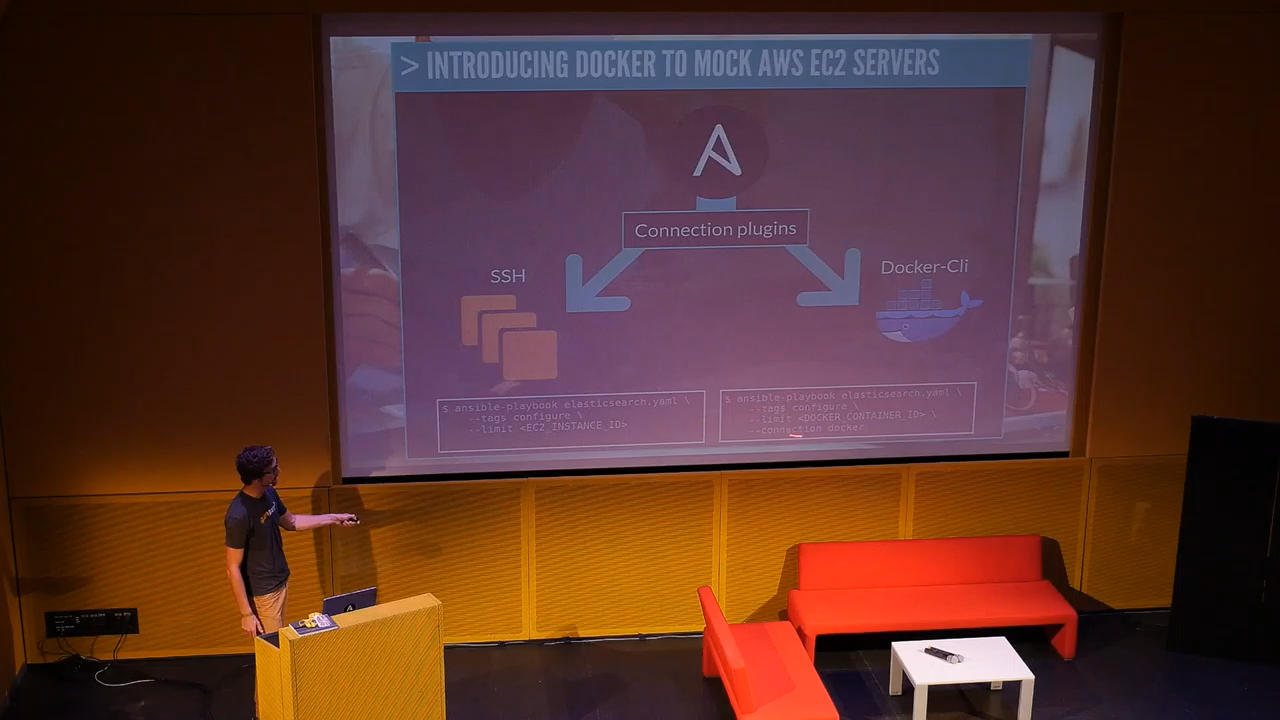 > INTRODUCING DOCKER TO MOCK AWS EC2 SERVERS
Connection plugins
SSH
Docker-Cli
$ ansible-playbook elasticsearch.yaml \
--tags configure \
--limit <EC2_INSTANCE_ID>
$ ansible-playbook elasticsearch.yaml \
--tags configure \
--limit <DOCKER_CONTAINER_ID> \
--connection docker